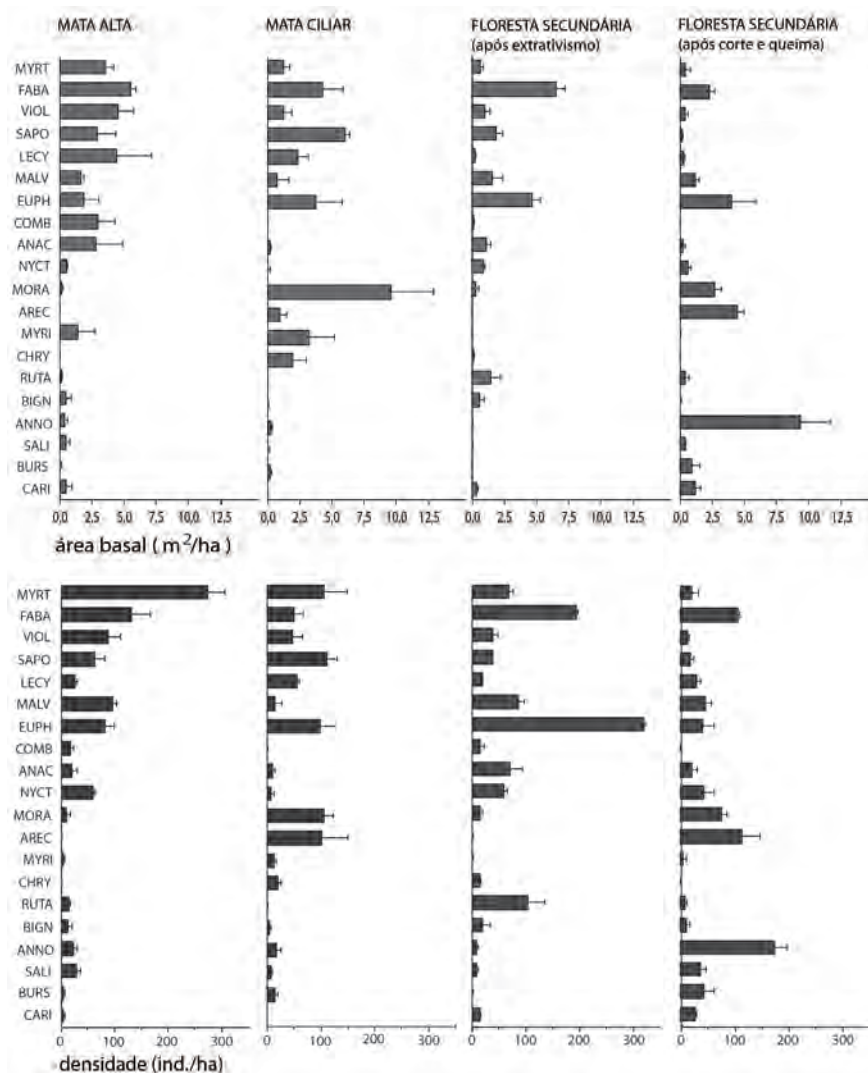 MATA ALTA MATA CILIAR FLORESTA SECUNDÁRIA FLORESTA SECUNDÁRIA
(após extrativismo) (após corte e queima)
MYRT
FABA
VIOL
SAPO
LECY
MALV
EUPH
COMB
ANAC
NYCT
MORA
AREC
MYRI
CHRY
RUTA
BIGN
ANNO
SALI
BURS
CARI
0,0 2,5 5,0 7,5 10,0 12,5 0,0 2,5 5,0 7,5 10,0 12,5 0,0 2,5 5,0 7,5 10,0 12,5 0,0 2,5 5,0 7,5 10,0 12,5
área basal ( m²/ha )
MYRT
FABA
VIOL
SAPO
LECY
MALV
EUPH
COMB
ANAC
NYCT
MORA
AREC
MYRI
CHRY
RUTA
BIGN
ANNO
SALI
BURS
CARI
0 100 200 300 0 100 200 300 0 100 200 300 0 100 200 300
densidade (ind./ha)